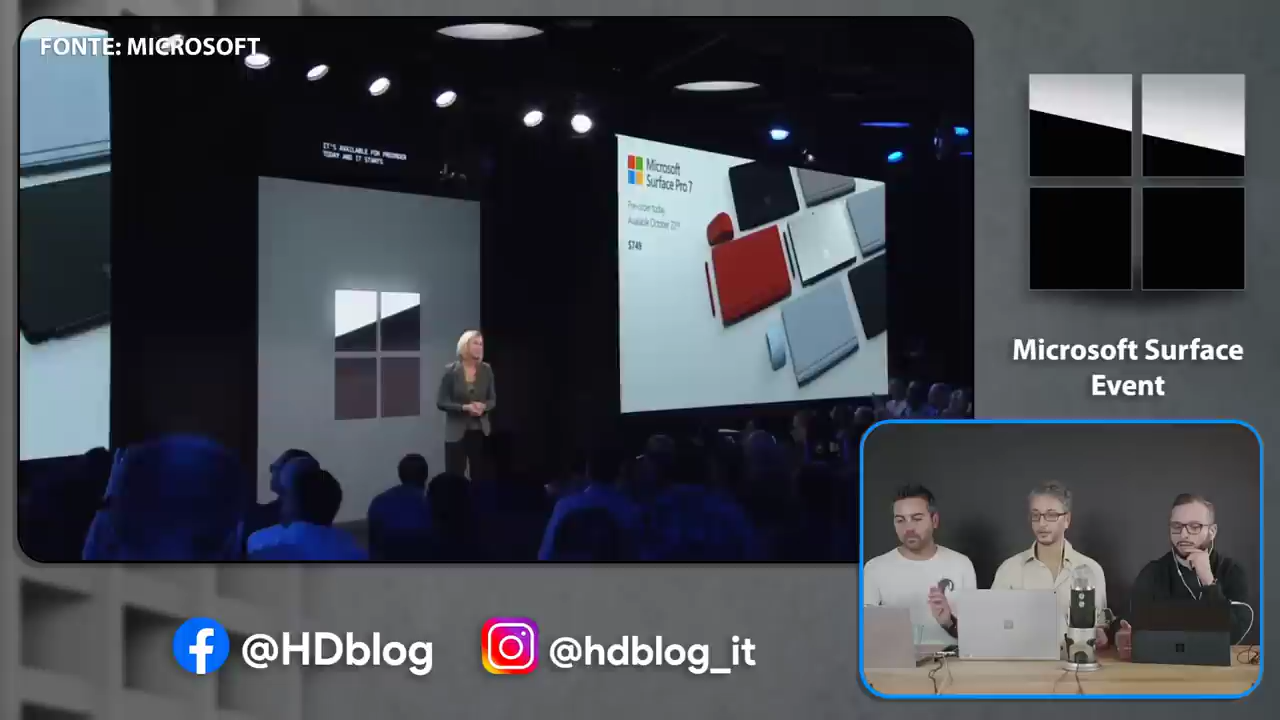 FONTE: MICROSOFT
IT'S AVAILABLE FOR PREORDER
TODAY AND IT STARTS
Microsoft
Surface Pro 7
Pre-order today
Available October 22nd
$749
Microsoft Surface
Event
@HDblog
@hdblog_it